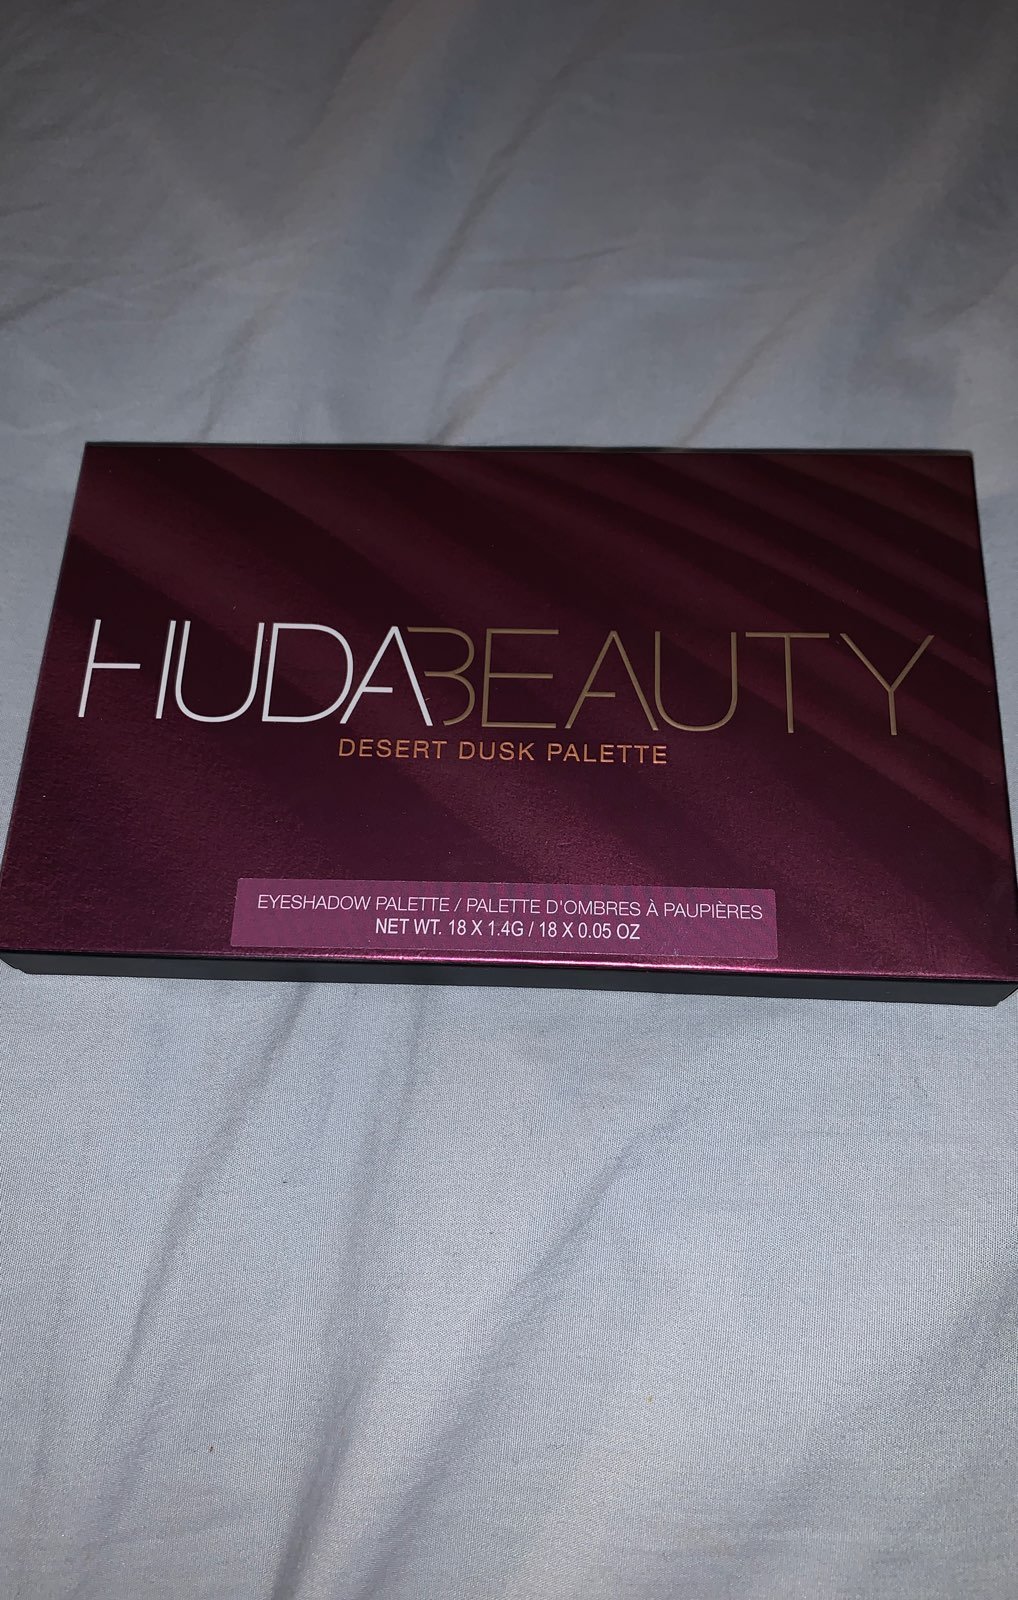 HUDABEAUTY
DESERT DUSK PALETTE
EYESHADOW PALETTE / PALETTE D'OMBRES À PAUPIÈRES
NET WT. 18 X 1.4G / 18 X 0.05 OZ